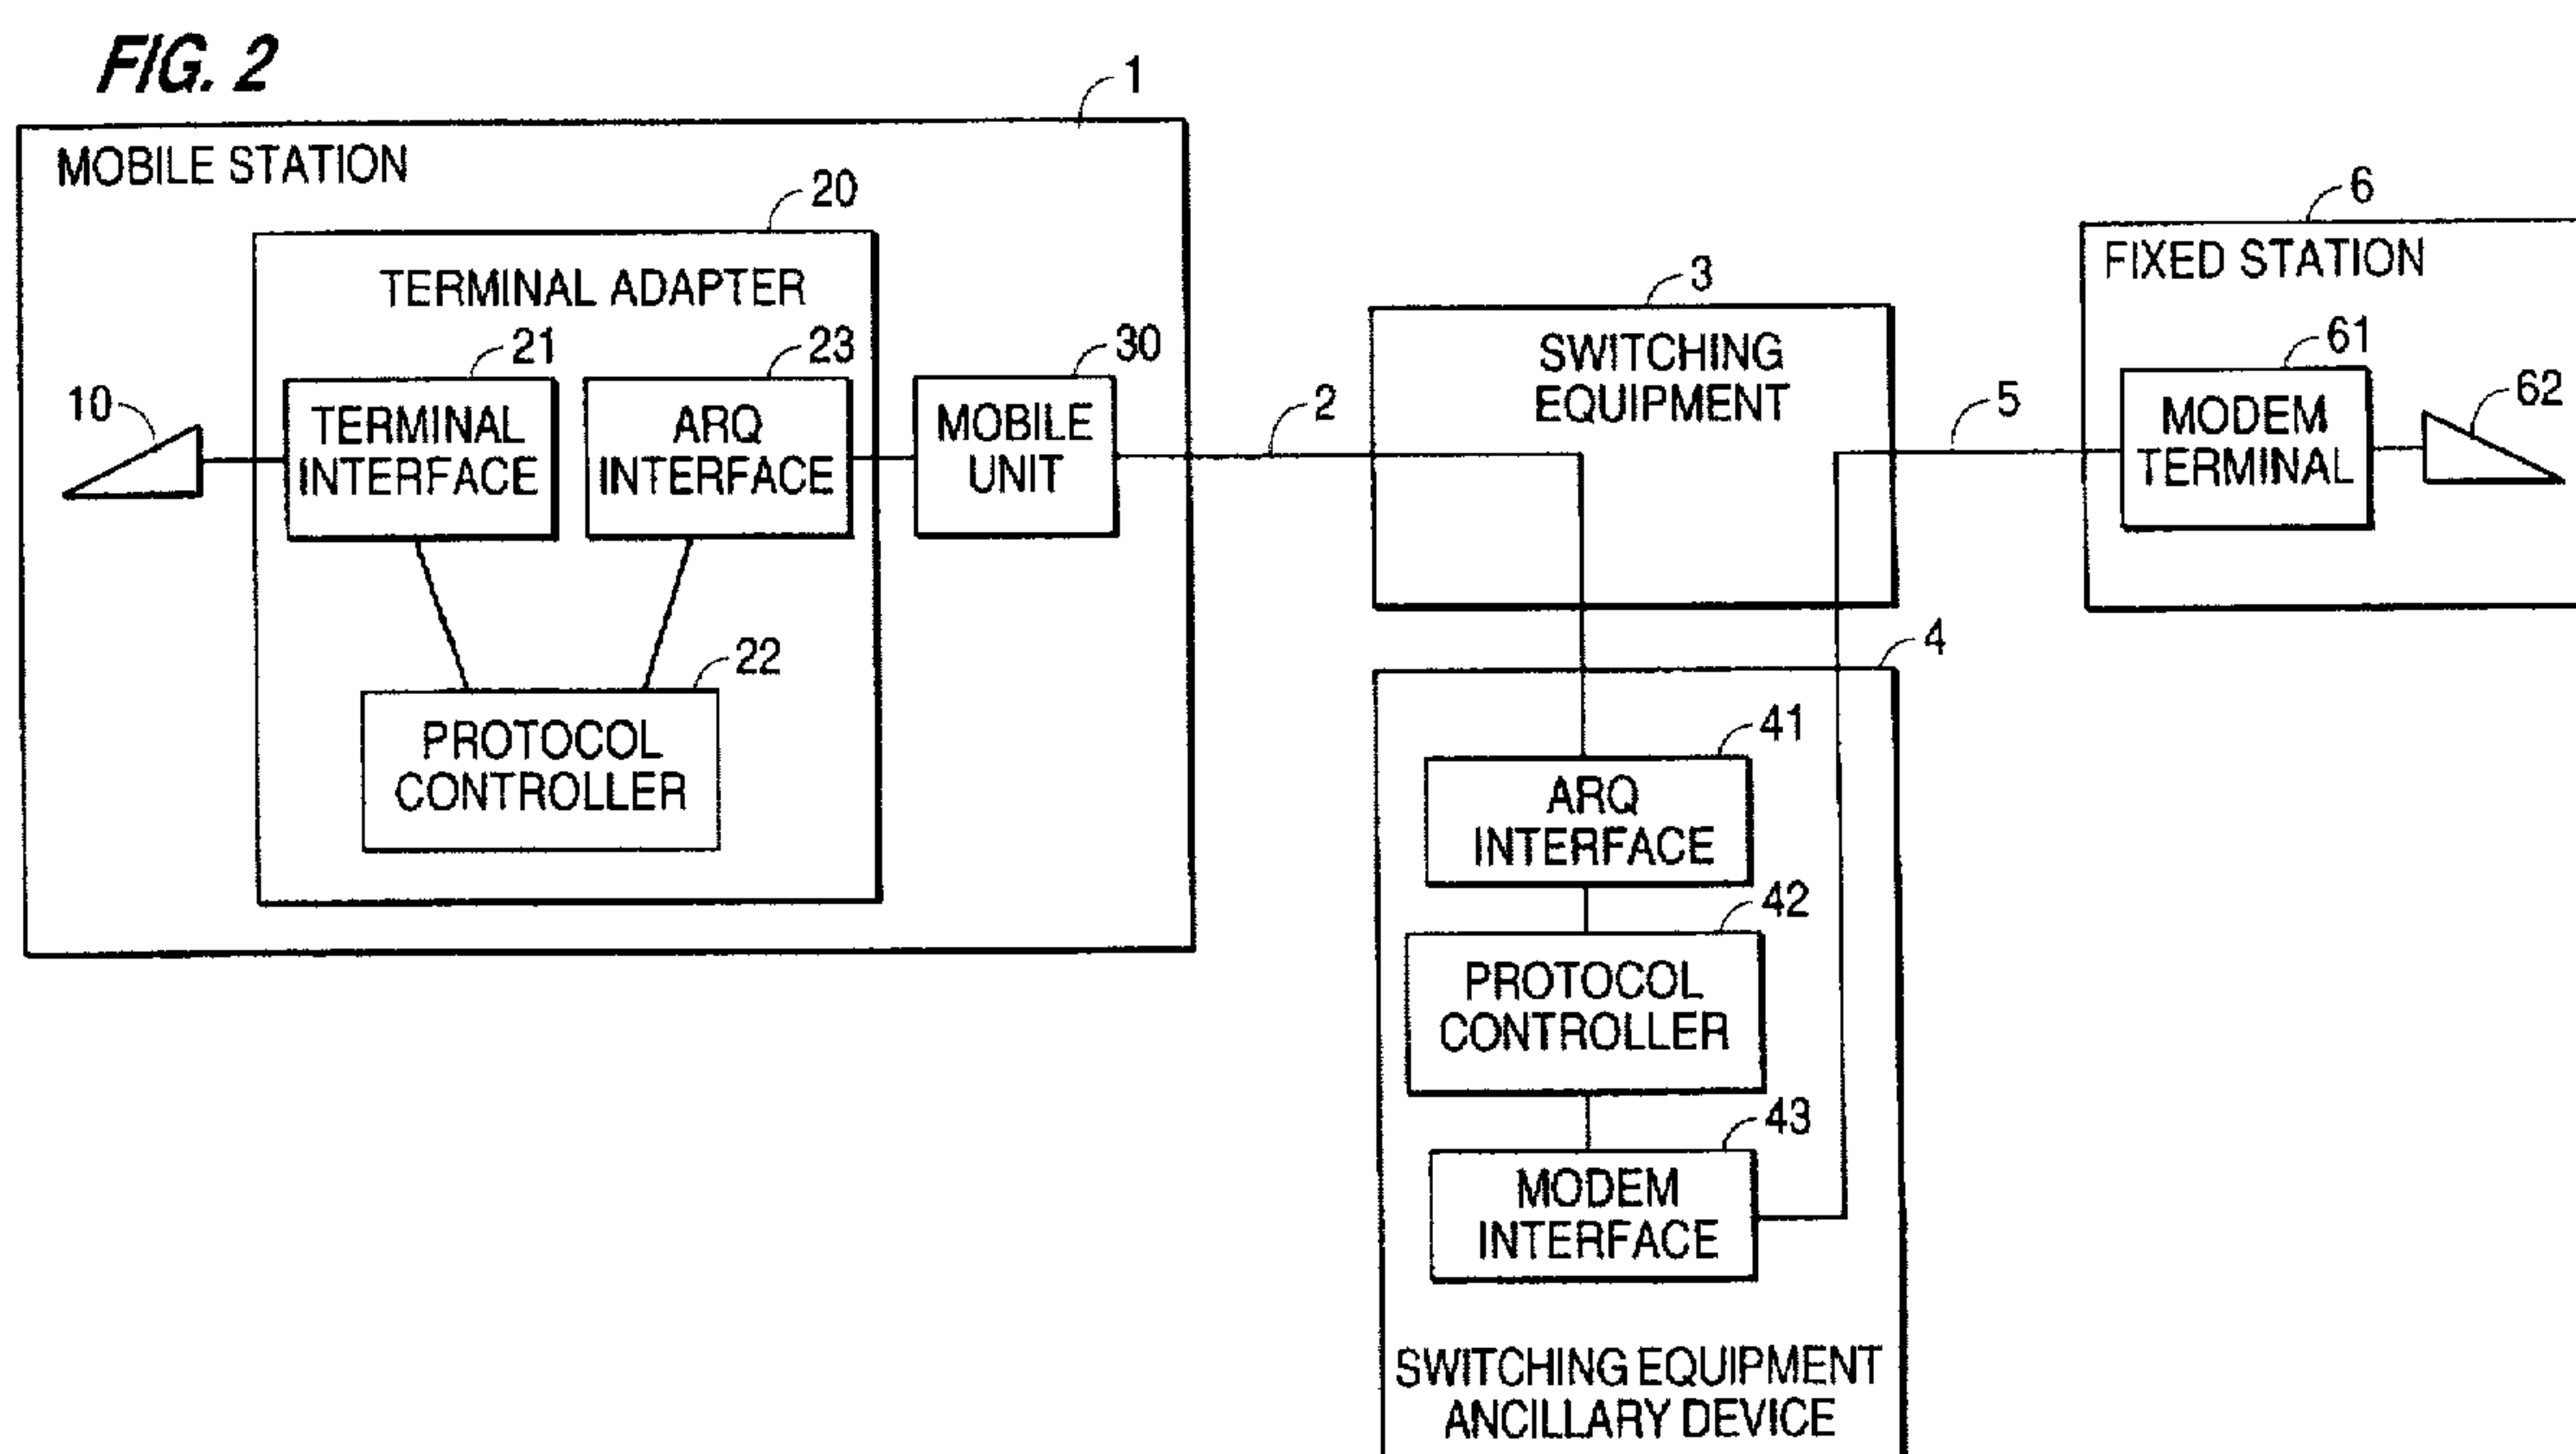 FIG. 2
1
MOBILE STATION
20
TERMINAL ADAPTER
21
23
30
10
TERMINAL
INTERFACE
ARQ
INTERFACE
MOBILE
UNIT
22
PROTOCOL
CONTROLLER
2
3
SWITCHING
EQUIPMENT
5
6
FIXED STATION
61
62
MODEM
TERMINAL
4
41
ARQ
INTERFACE
42
PROTOCOL
CONTROLLER
43
MODEM
INTERFACE
SWITCHING EQUIPMENT
ANCILLARY DEVICE